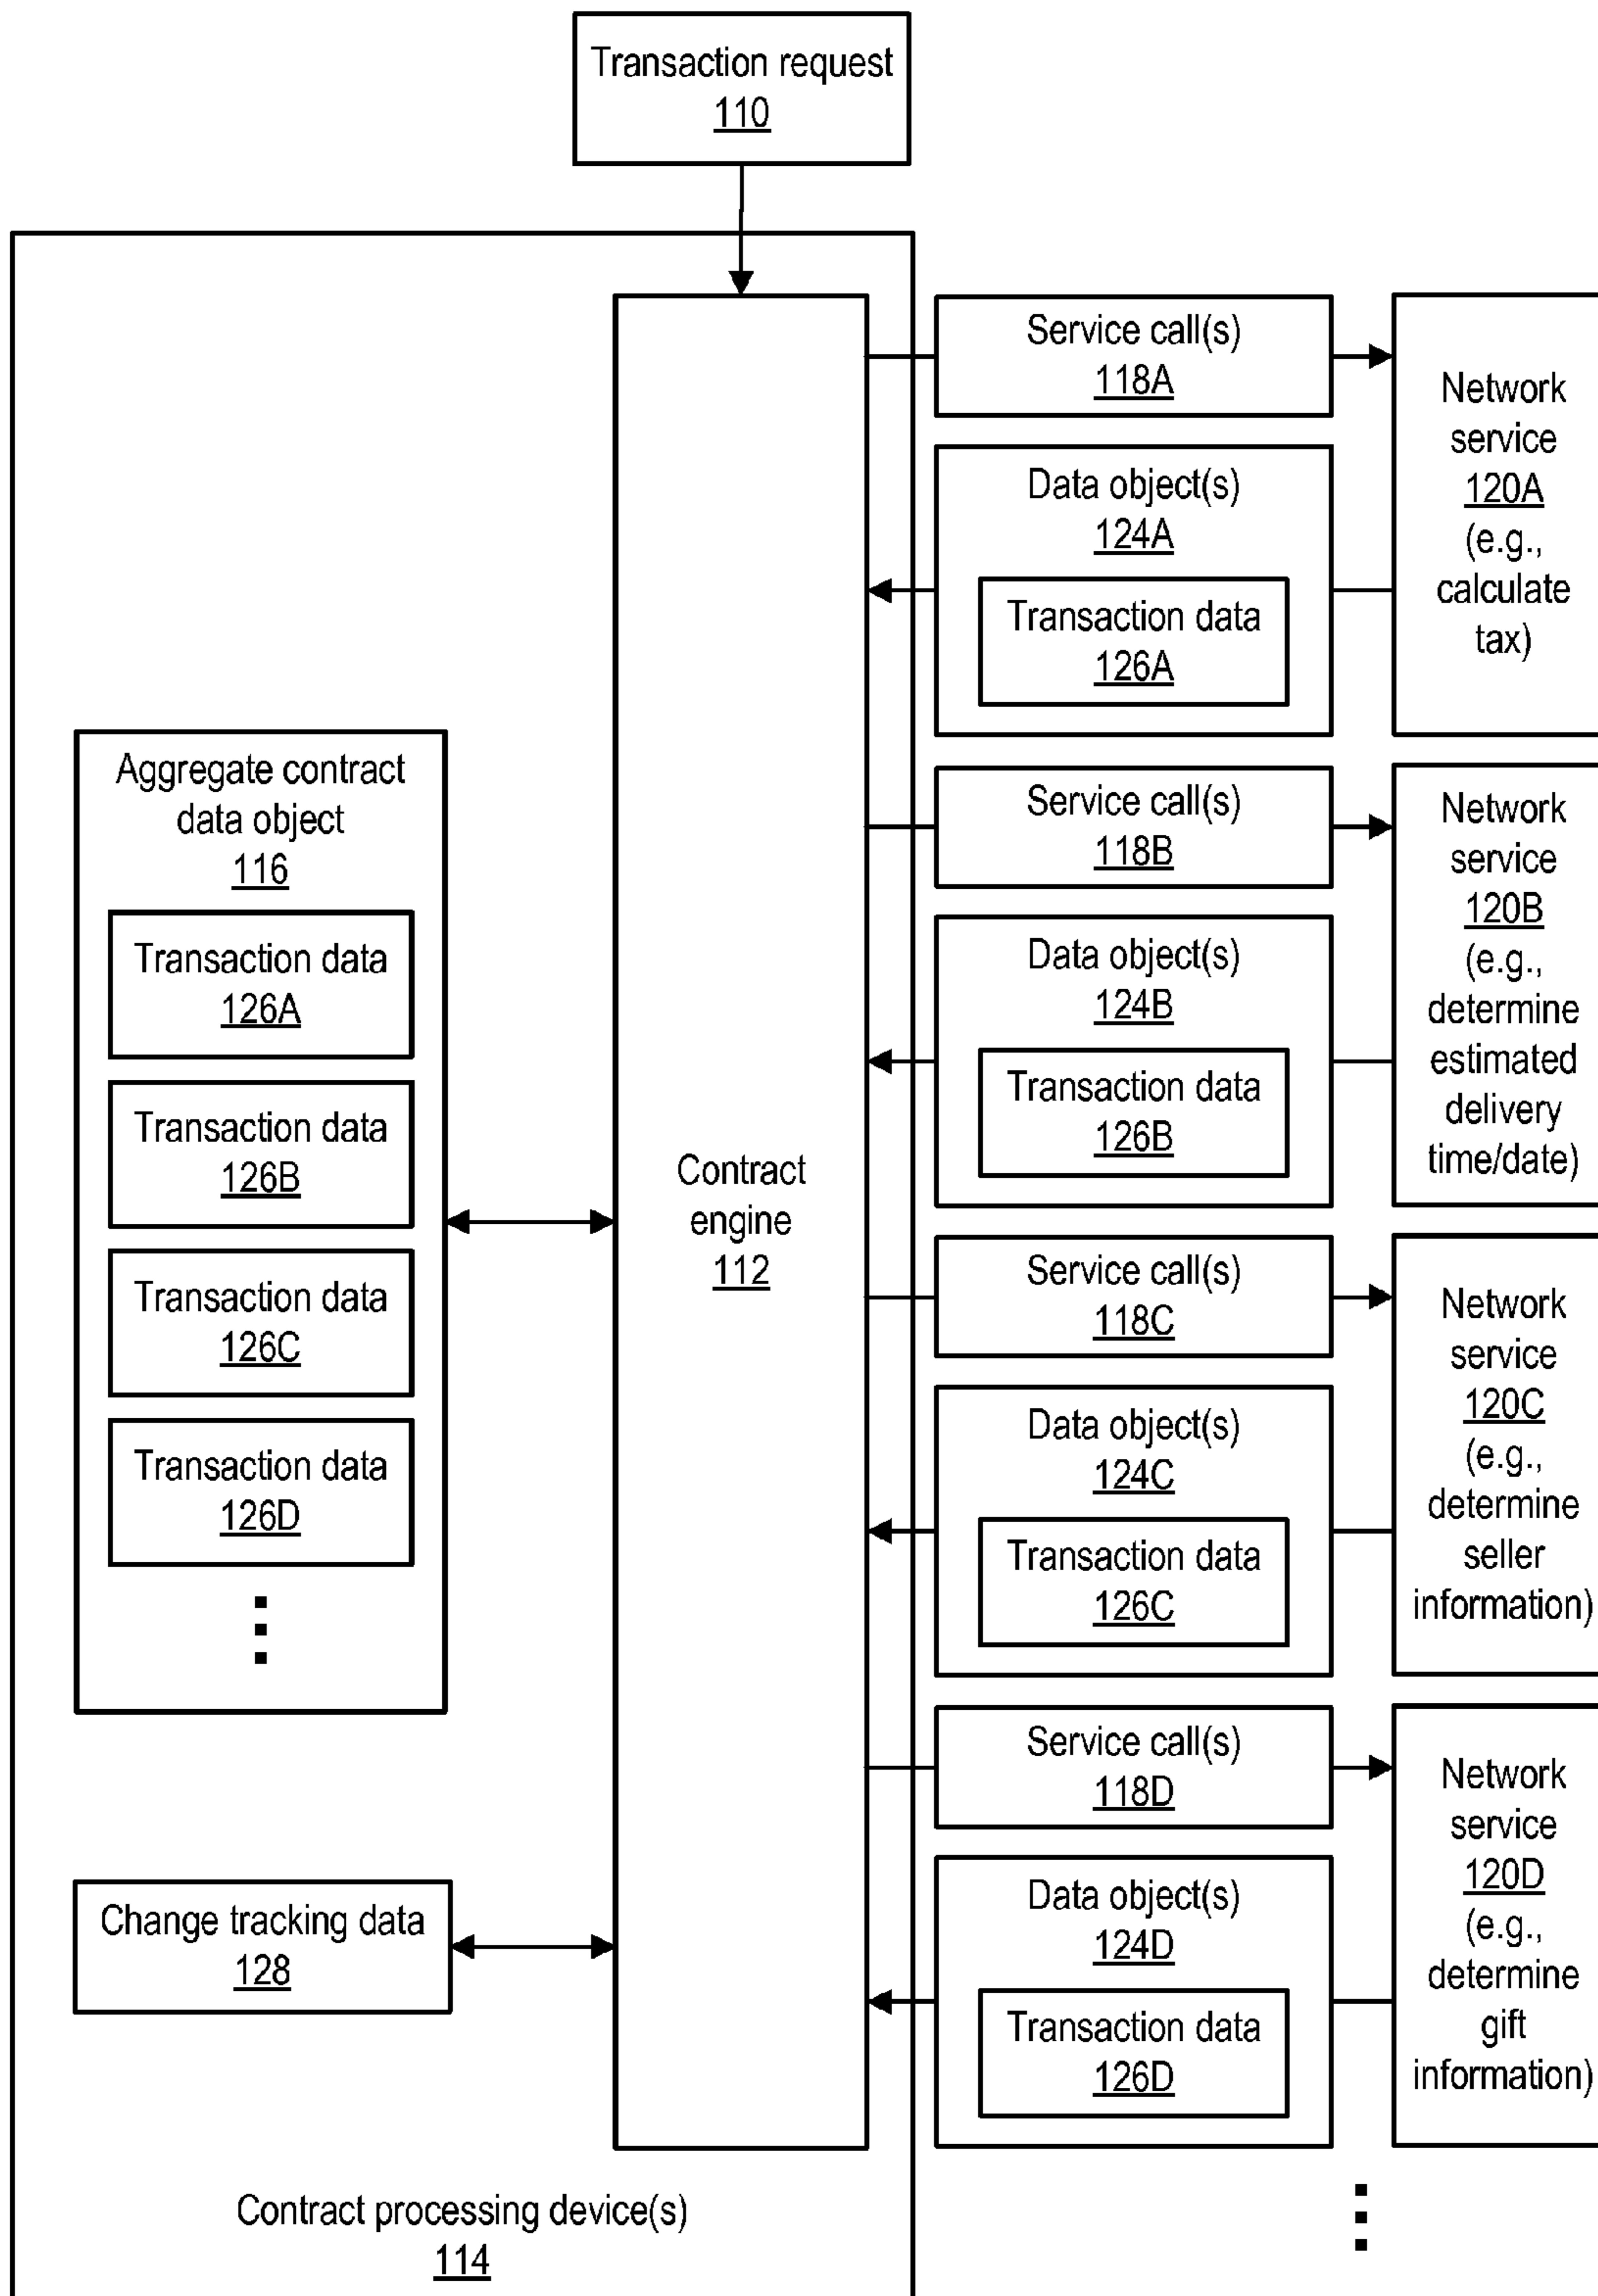 Transaction request
110
Service call(s)
118A
Network
service
120A
(e.g.,
calculate
tax)
Data object(s)
124A
Transaction data
126A
Aggregate contract
data object
116
Transaction data
126A
Transaction data
126B
Transaction data
126C
Transaction data
126D
Contract
engine
112
Service call(s)
118B
Network
service
120B
(e.g.,
determine
estimated
delivery
time/date)
Data object(s)
124B
Transaction data
126B
Service call(s)
118C
Network
service
120C
(e.g.,
determine
seller
information)
Data object(s)
124C
Transaction data
126C
Service call(s)
118D
Network
service
120D
(e.g.,
determine
gift
information)
Data object(s)
124D
Transaction data
126D
Change tracking data
128
Contract processing device(s)
114